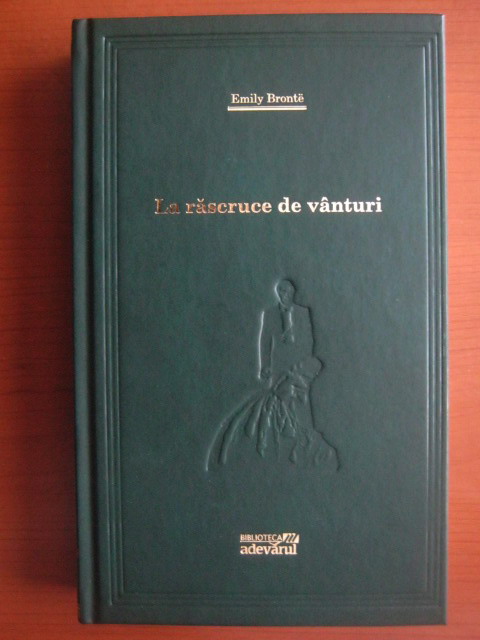 Emily Brontë
La răscruce de vânturi
BIBLIOTECA
adevărul